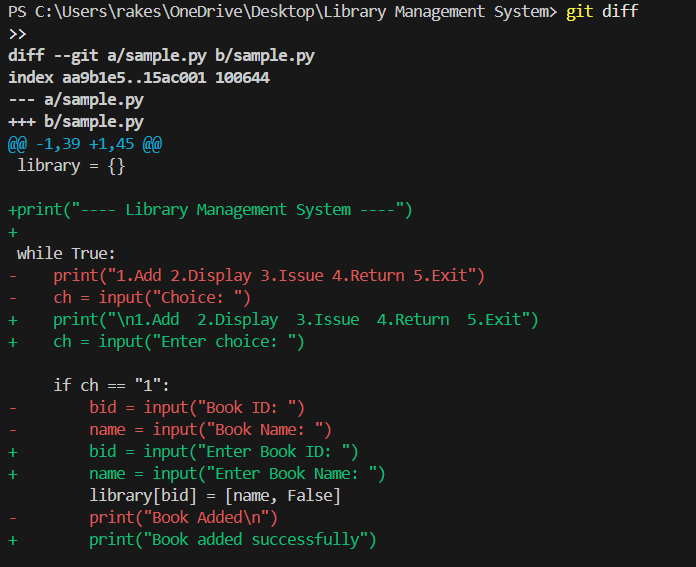 PS C:\Users\rakes\OneDrive\Desktop\Library Management System> git diff
>>
diff --git a/sample.py b/sample.py
index aa9b1e5..15ac001 100644
--- a/sample.py
+++ b/sample.py
@@ -1,39 +1,45 @@
 library = {}

+print("---- Library Management System ----")
+
 while True:
-    print("1.Add 2.Display 3.Issue 4.Return 5.Exit")
-    ch = input("Choice: ")
+    print("\n1.Add  2.Display  3.Issue  4.Return  5.Exit")
+    ch = input("Enter choice: ")

     if ch == "1":
-        bid = input("Book ID: ")
-        name = input("Book Name: ")
+        bid = input("Enter Book ID: ")
+        name = input("Enter Book Name: ")
         library[bid] = [name, False]
-        print("Book Added\n")
+        print("Book added successfully")